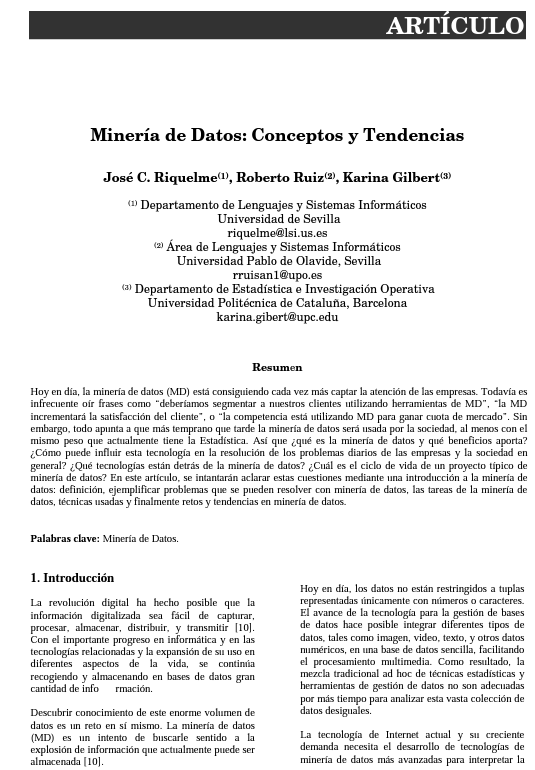 ARTÍCULO
Minería de Datos: Conceptos y Tendencias
José C. Riquelme(1), Roberto Ruiz(2), Karina Gilbert(3)
(1) Departamento de Lenguajes y Sistemas Informáticos
Universidad de Sevilla
riquelme@lsi.us.es
(2) Área de Lenguajes y Sistemas Informáticos
Universidad Pablo de Olavide, Sevilla
rruisan1@upo.es
(3) Departamento de Estadística e Investigación Operativa
Universidad Politécnica de Cataluña, Barcelona
karina.gibert@upc.edu
Resumen
Hoy en día, la minería de datos (MD) está consiguiendo cada vez más captar la atención de las empresas. Todavía es
infrecuente oír frases como “deberíamos segmentar a nuestros clientes utilizando herramientas de MD”, “la MD
incrementará la satisfacción del cliente”, o “la competencia está utilizando MD para ganar cuota de mercado”. Sin
embargo, todo apunta a que más temprano que tarde la minería de datos será usada por la sociedad, al menos con el
mismo peso que actualmente tiene la Estadística. Así que ¿qué es la minería de datos y qué beneficios aporta?
¿Cómo puede influir esta tecnología en la resolución de los problemas diarios de las empresas y la sociedad en
general? ¿Qué tecnologías están detrás de la minería de datos? ¿Cuál es el ciclo de vida de un proyecto típico de
minería de datos? En este artículo, se intantarán aclarar estas cuestiones mediante una introducción a la minería de
datos: definición, ejemplificar problemas que se pueden resolver con minería de datos, las tareas de la minería de
datos, técnicas usadas y finalmente retos y tendencias en minería de datos.
Palabras clave: Minería de Datos.
1. Introducción
La revolución digital ha hecho posible que la
información digitalizada sea fácil de capturar,
procesar, almacenar, distribuir, y transmitir [10].
Con el importante progreso en informática y en las
tecnologías relacionadas y la expansión de su uso en
diferentes aspectos de la vida, se continúa
recogiendo y almacenando en bases de datos gran
cantidad de info rmación.
Descubrir conocimiento de este enorme volumen de
datos es un reto en sí mismo. La minería de datos
(MD) es un intento de buscarle sentido a la
explosión de información que actualmente puede ser
almacenada [10].
Hoy en día, los datos no están restringidos a tuplas
representadas únicamente con números o caracteres.
El avance de la tecnología para la gestión de bases
de datos hace posible integrar diferentes tipos de
datos, tales como imagen, video, texto, y otros datos
numéricos, en una base de datos sencilla, facilitando
el procesamiento multimedia. Como resultado, la
mezcla tradicional ad hoc de técnicas estadísticas y
herramientas de gestión de datos no son adecuadas
por más tiempo para analizar esta vasta colección de
datos desiguales.
La tecnología de Internet actual y su creciente
demanda necesita el desarrollo de tecnologías de
minería de datos más avanzadas para interpretar la